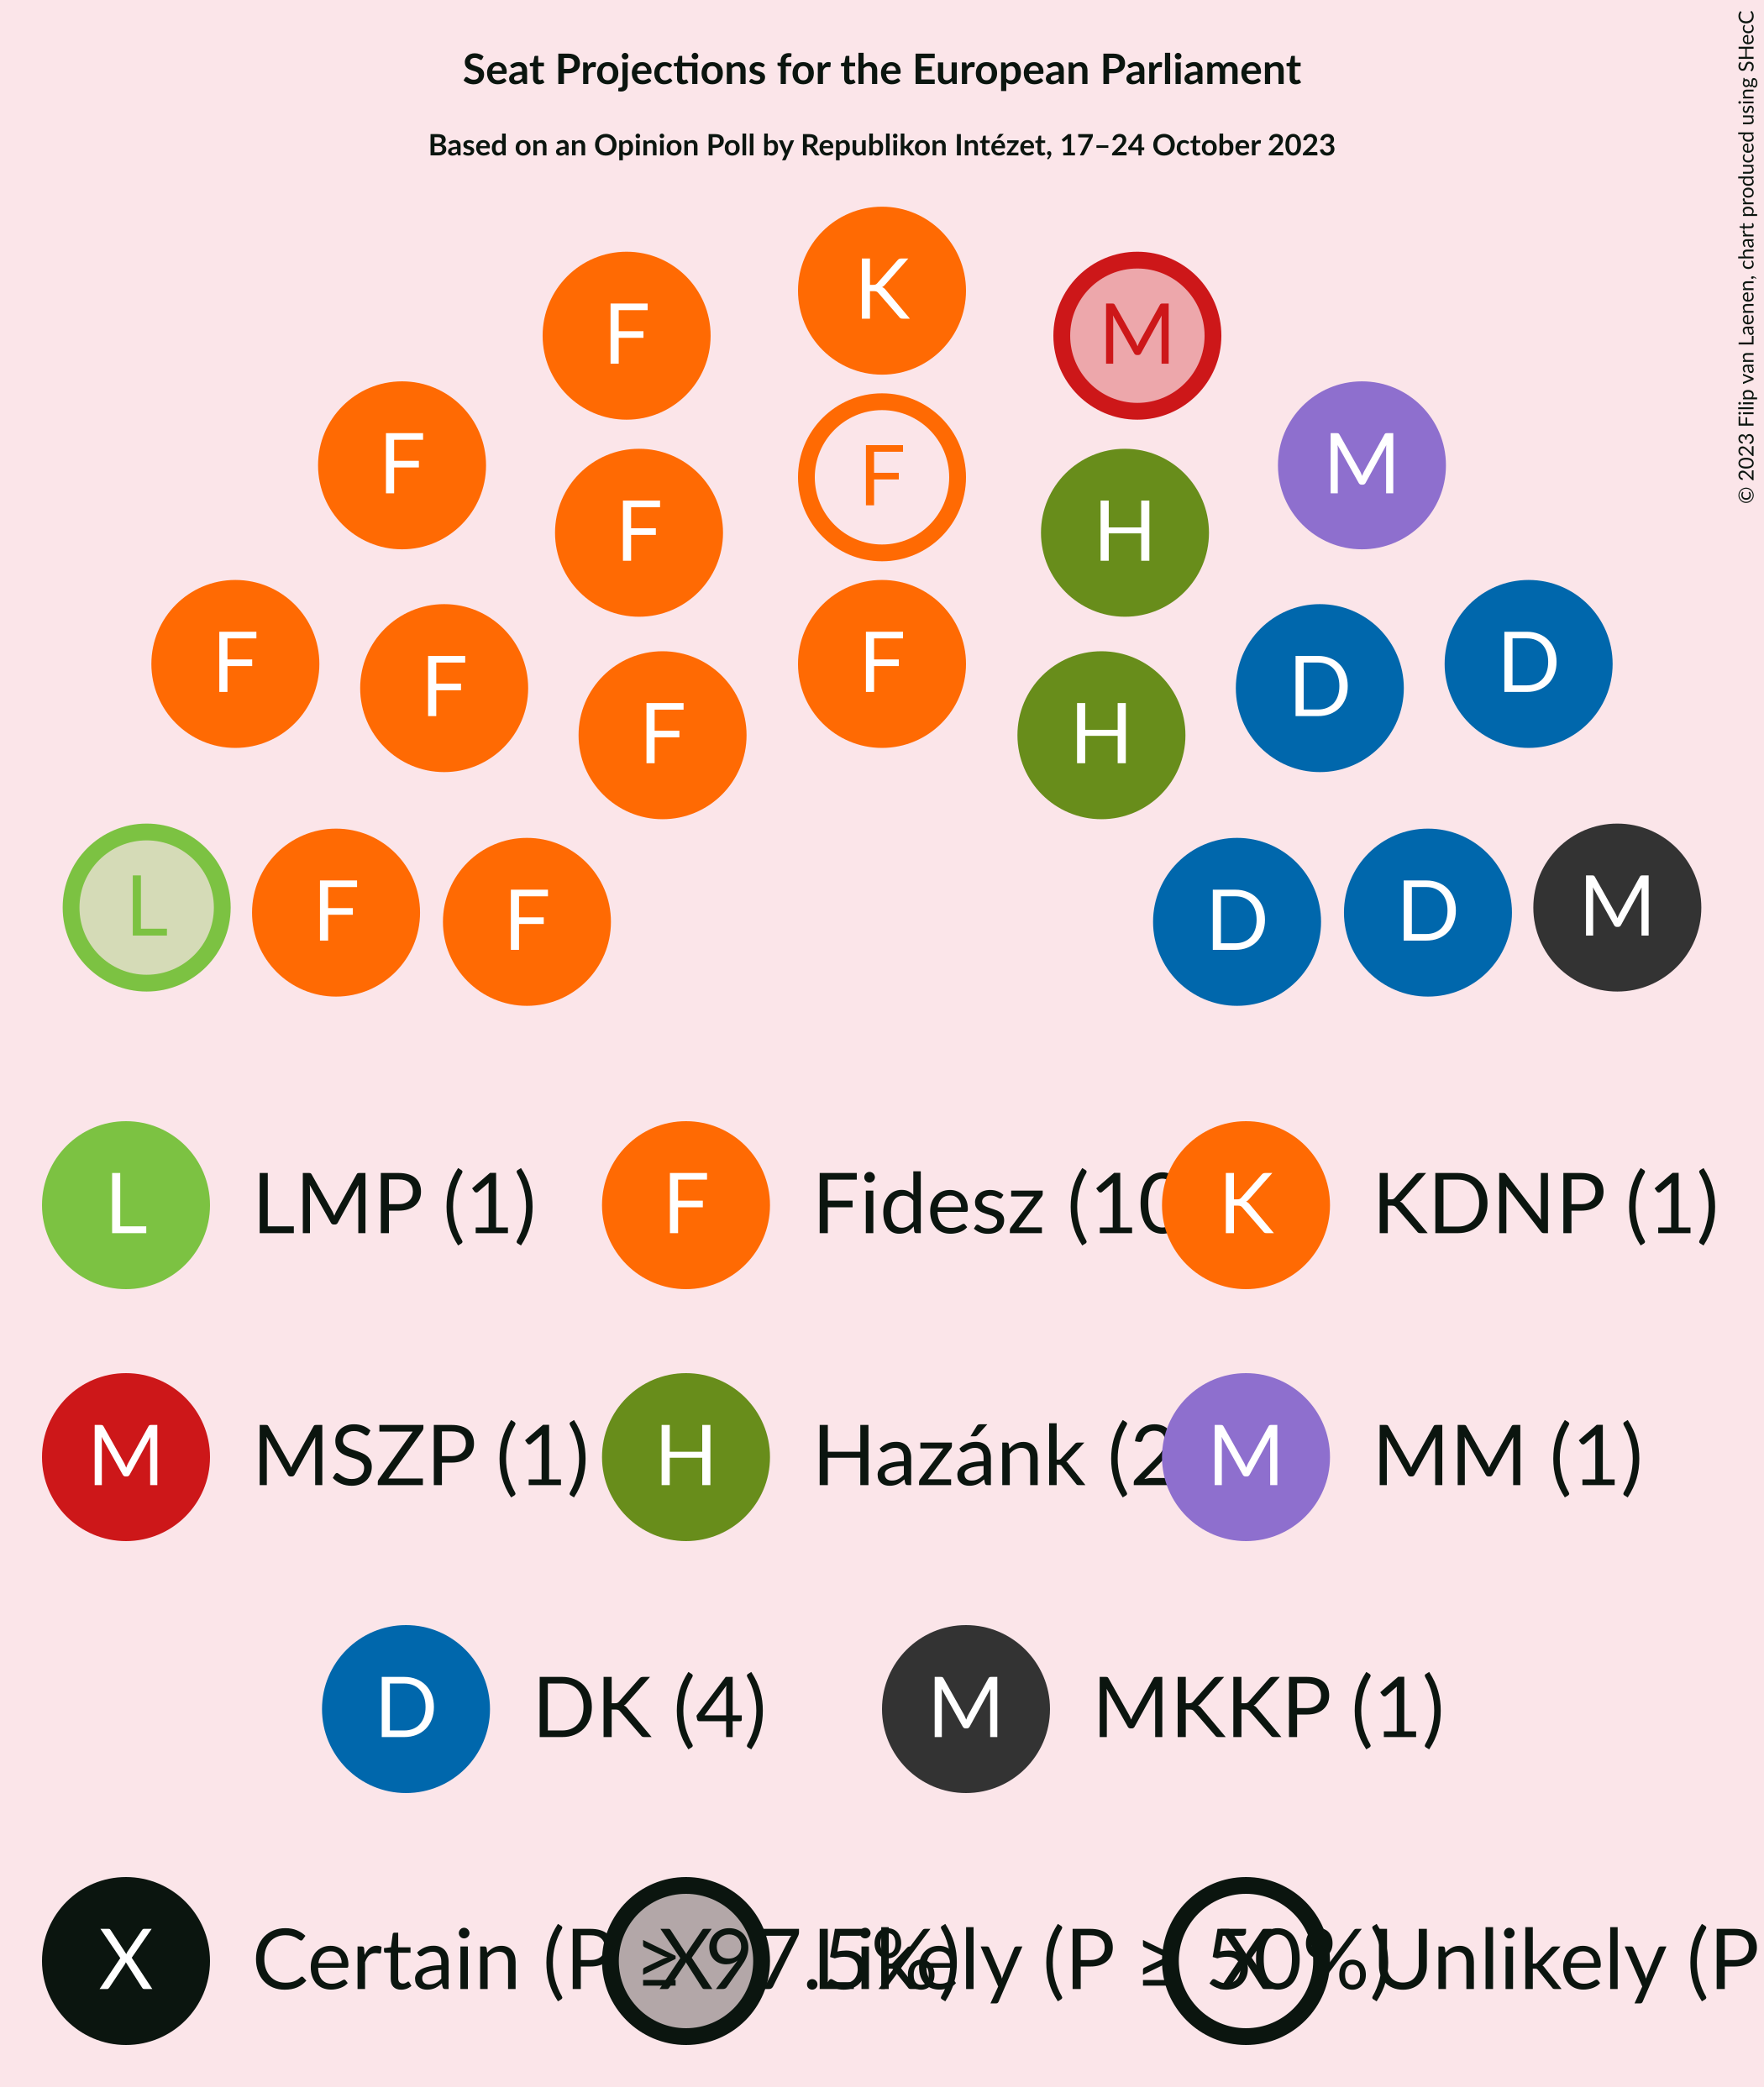 Seat Projections for the European Parliament
Based on an Opinion Poll by Republikon Intézet, 17–24 October 2023
© 2023 Filip van Laenen, chart produced using SHecC
K
F M
F M
F
F H
F D
F F
F D
F H
L M
F D
F D
L LMP (1) F Fidesz (10 K KDNP (1)
M MSZP (1) H Hazánk (2 M MM (1)
D DK (4) M MKKP (1)
X Certain (P ≥ 97.5%) X Likely (P ≥ 50%) X Unlikely (P